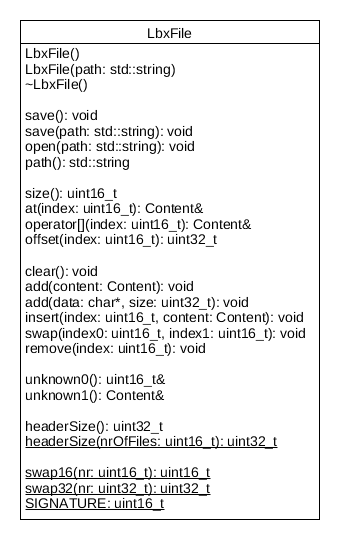 LbxFile
LbxFile()
LbxFile(path: std::string)
~LbxFile()
save(): void
save(path: std::string): void
open(path: std::string): void
path(): std::string
size(): uint16_t
at(index: uint16_t): Content&
operator[](index: uint16_t): Content&
offset(index: uint16_t): uint32_t
clear(): void
add(content: Content): void
add(data: char*, size: uint32_t): void
insert(index: uint16_t, content: Content): void
swap(index0: uint16_t, index1: uint16_t): void
remove(index: uint16_t): void
unknown0(): uint16_t&
unknown1(): Content&
headerSize(): uint32_t
headerSize(nrOfFiles: uint16_t): uint32_t
swap16(nr: uint16_t): uint16_t
swap32(nr: uint32_t): uint32_t
SIGNATURE: uint16_t